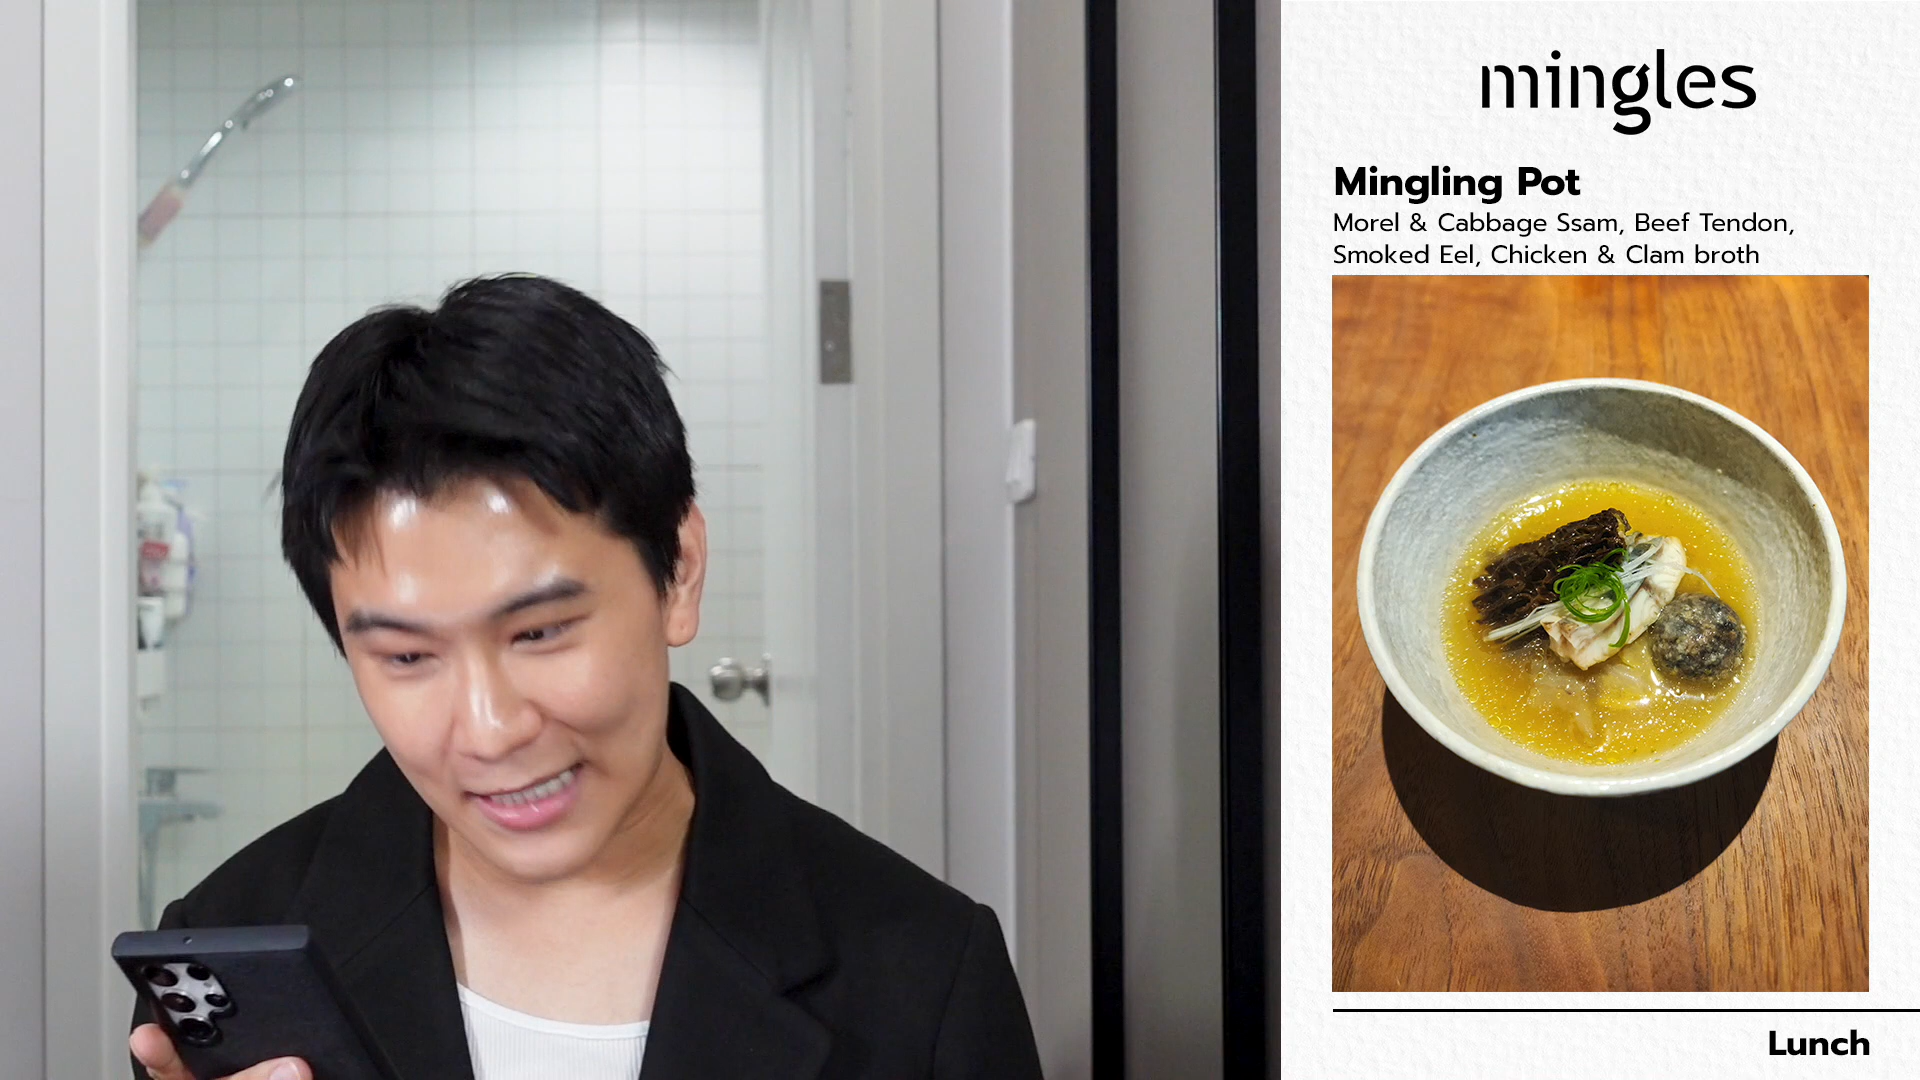 mingles
Mingling Pot
Morel & Cabbage Ssam, Beef Tendon,
Smoked Eel, Chicken & Clam broth
Lunch